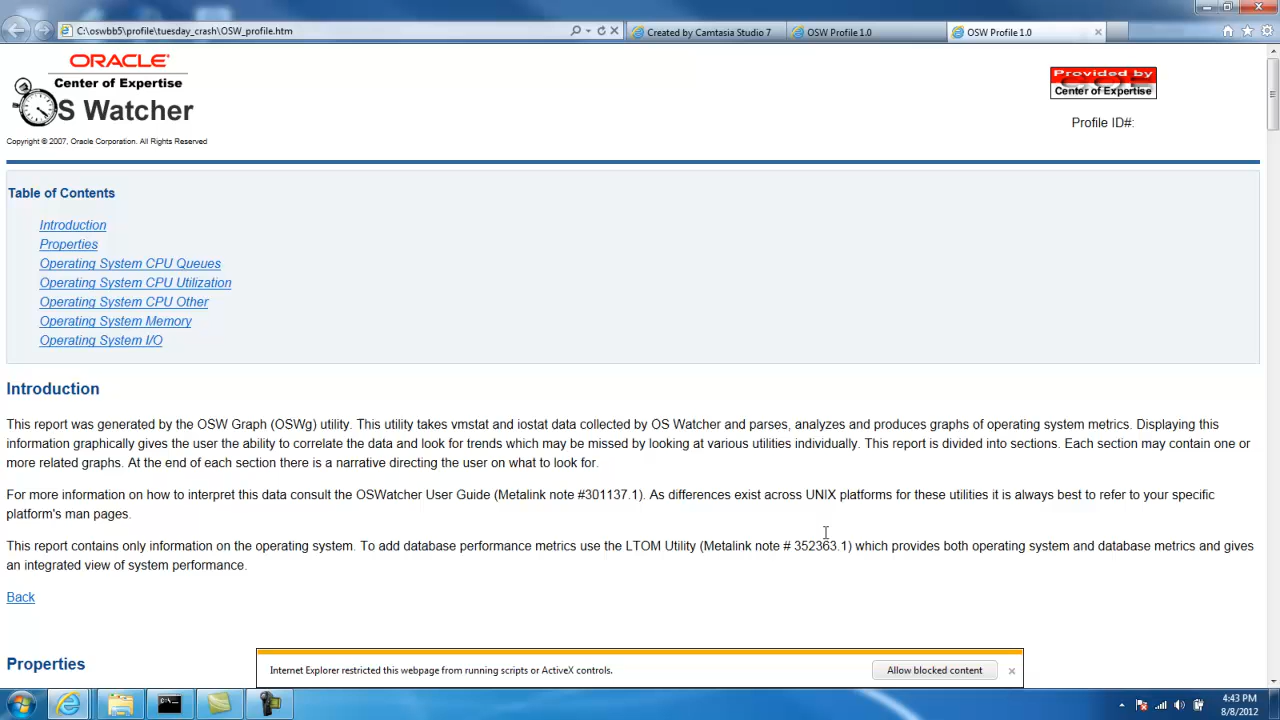 C:\oswbb5\profile\tuesday_crash\OSW_profile.htm
Created by Camtasia Studio 7
OSW Profile 1.0
OSW Profile 1.0
ORACLE
Center of Expertise
OS Watcher
Copyright © 2007, Oracle Corporation. All Rights Reserved
Provided by
Center of Expertise
Profile ID#:
Table of Contents
Introduction
Properties
Operating System CPU Queues
Operating System CPU Utilization
Operating System CPU Other
Operating System Memory
Operating System I/O
Introduction
This report was generated by the OSW Graph (OSWg) utility. This utility takes vmstat and iostat data collected by OS Watcher and parses, analyzes and produces graphs of operating system metrics. Displaying this
information graphically gives the user the ability to correlate the data and look for trends which may be missed by looking at various utilities individually. This report is divided into sections. Each section may contain one or
more related graphs. At the end of each section there is a narrative directing the user on what to look for.
For more information on how to interpret this data consult the OSWatcher User Guide (Metalink note #301137.1). As differences exist across UNIX platforms for these utilities it is always best to refer to your specific
platform's man pages.
This report contains only information on the operating system. To add database performance metrics use the LTOM Utility (Metalink note # 352363.1) which provides both operating system and database metrics and gives
an integrated view of system performance.
Back
Properties
Internet Explorer restricted this webpage from running scripts or ActiveX controls.
Allow blocked content
4:43 PM
8/8/2012